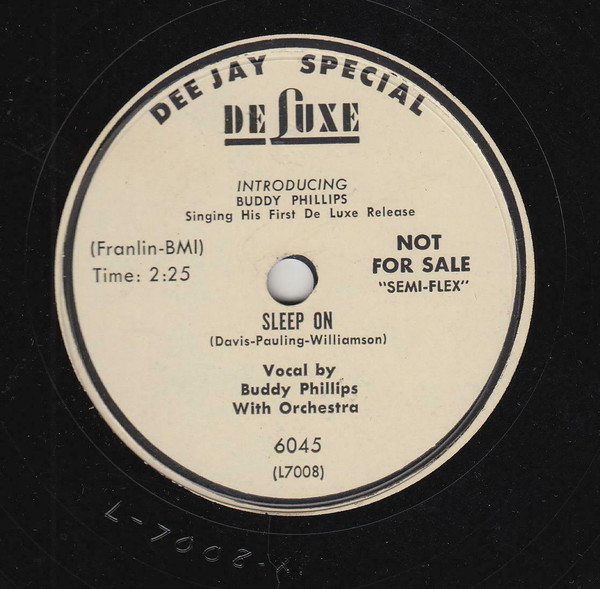 DEE JAY SPECIAL
DE LUXE
INTRODUCING
BUDDY PHILLIPS
Singing His First De Luxe Release
(Franlin-BMI)
Time: 2:25
NOT
FOR SALE
"SEMI-FLEX"
SLEEP ON
(Davis-Pauling-Williamson)
Vocal by
Buddy Phillips
With Orchestra
6045
(L7008)